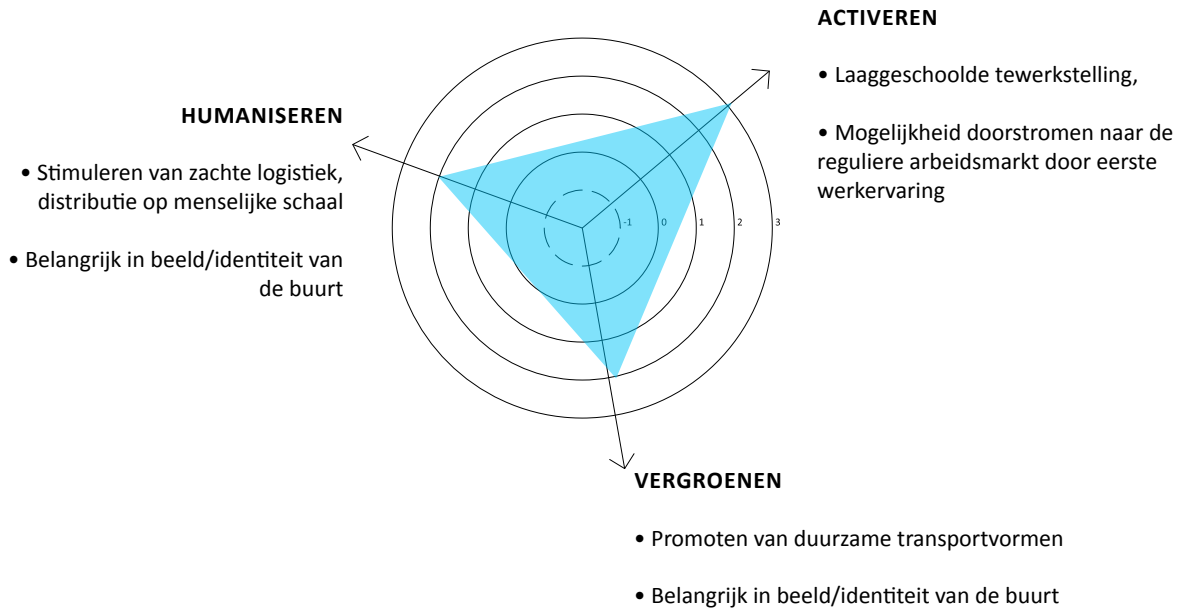 ACTIVEREN
• Laaggeschoolde tewerkstelling,
• Mogelijkheid doorstromen naar de
reguliere arbeidsmarkt door eerste
werkervaring
HUMANISEREN
• Stimuleren van zachte logistiek,
distributie op menselijke schaal
• Belangrijk in beeld/identiteit van
de buurt
-1 0 1 2 3
VERGROENEN
• Promoten van duurzame transportvormen
• Belangrijk in beeld/identiteit van de buurt